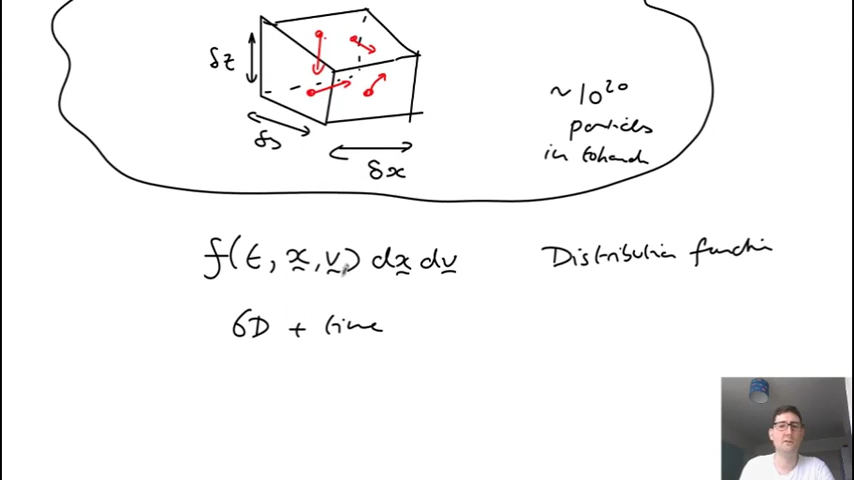 δz
δy
δx
~ 10²⁰
particles
in tokamak
f(t, x, v) dx dv
Distribution function
6D + time